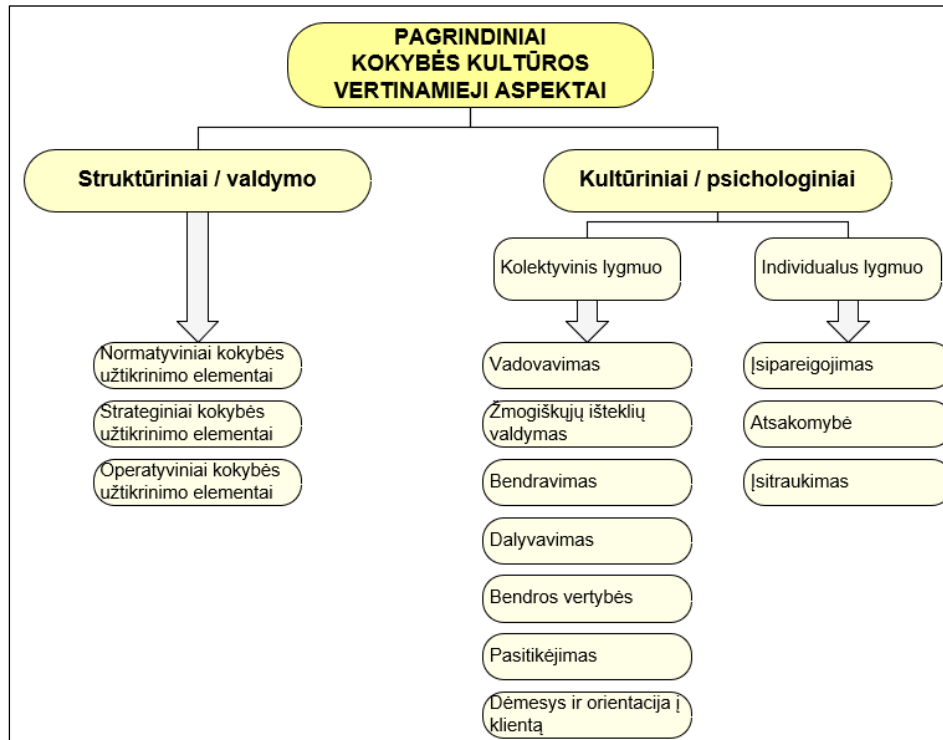 PAGRINDINIAI
KOKYBĖS KULTŪROS
VERTINAMIEJI ASPEKTAI
Struktūriniai / valdymo
Kultūriniai / psichologiniai
Kolektyvinis lygmuo
Individualus lygmuo
Normatyviniai kokybės
užtikrinimo elementai
Strateginiai kokybės
užtikrinimo elementai
Operatyviniai kokybės
užtikrinimo elementai
Vadovavimas
Žmogiškųjų išteklių
valdymas
Bendravimas
Dalyvavimas
Bendros vertybės
Pasitikėjimas
Dėmesys ir orientacija į
klientą
Įsipareigojimas
Atsakomybė
Įsitraukimas